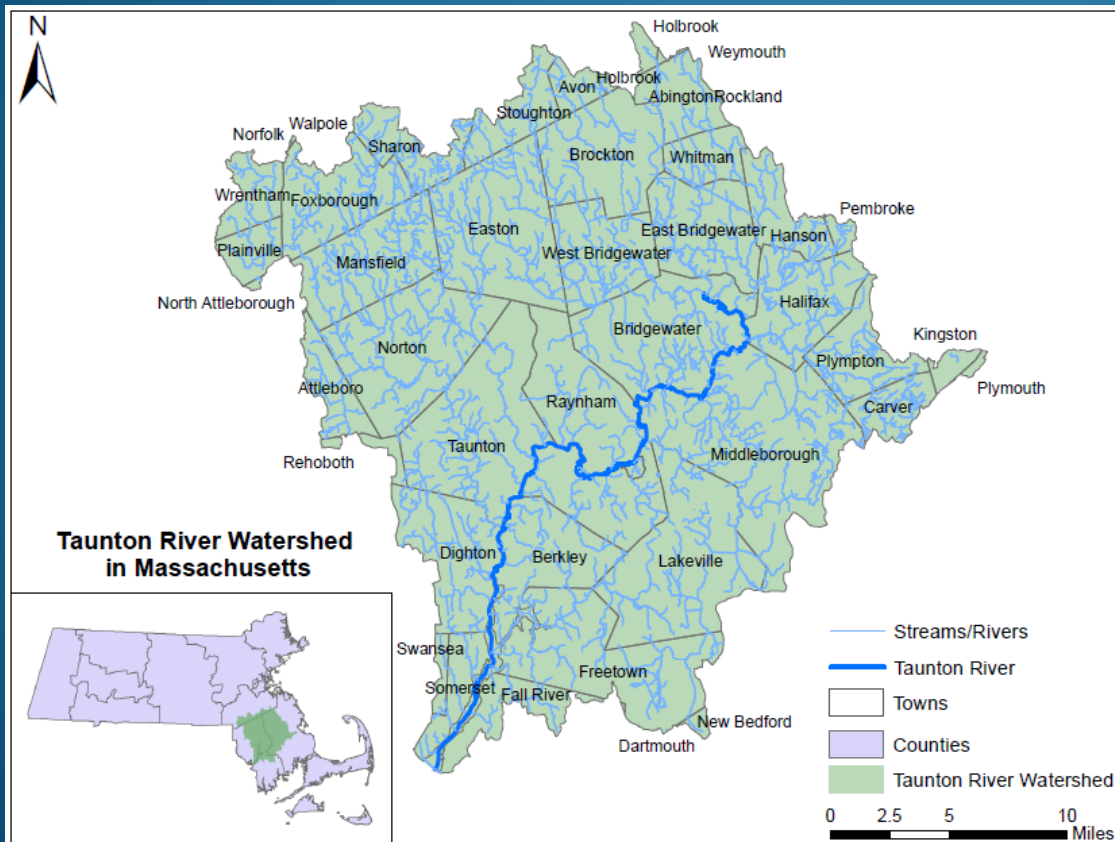 N
Holbrook
Weymouth
Avon
Holbrook
Abington
Rockland
Stoughton
Walpole
Norfolk
Sharon
Brockton
Whitman
Wrentham
Foxborough
Pembroke
Easton
East Bridgewater
Hanson
Plainville
Mansfield
West Bridgewater
North Attleborough
Halifax
Bridgewater
Kingston
Norton
Plympton
Attleboro
Plymouth
Raynham
Carver
Taunton
Middleborough
Rehoboth
Taunton River Watershed
in Massachusetts
Dighton
Berkley
Lakeville
Swansea
Freetown
Somerset
Fall River
New Bedford
Dartmouth
Streams/Rivers
Taunton River
Towns
Counties
Taunton River Watershed
0 2.5 5 10
Miles